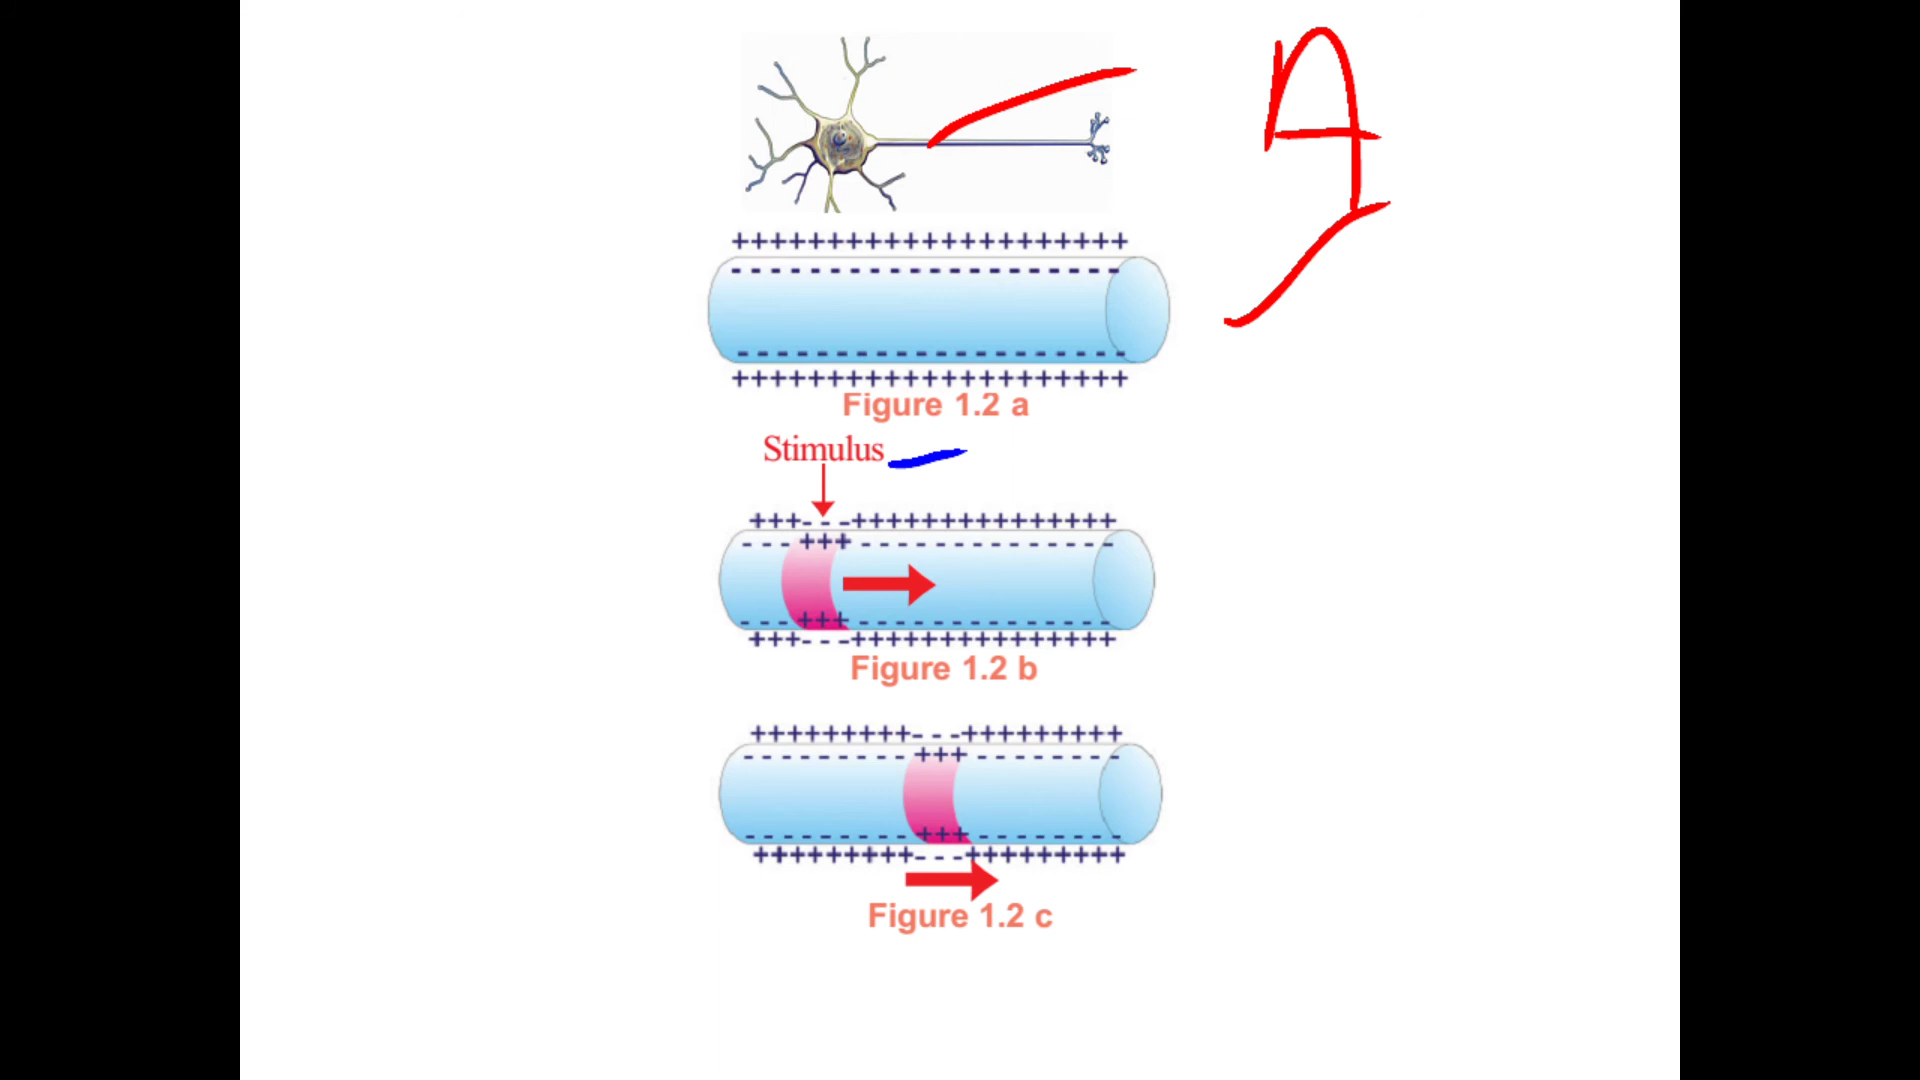 A
+++++++++++++++++++++
--------------------
--------------------
+++++++++++++++++++++
Figure 1.2 a
Stimulus
+++---++++++++++++++
---+++--------------
---+++--------------
+++---++++++++++++++
Figure 1.2 b
+++++++++---+++++++++
---------+++--------
---------+++--------
+++++++++---+++++++++
Figure 1.2 c